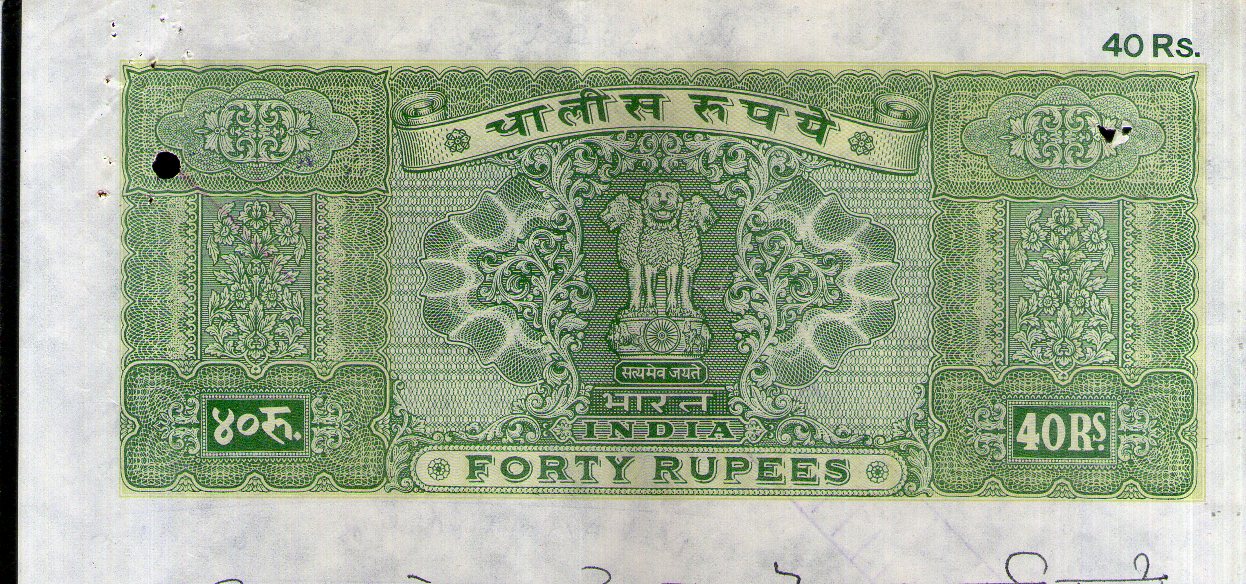 40 Rs.
चालीस रुपये
सत्यमेव जयते
भारत
INDIA
४०रू. 40RS
FORTY RUPEES